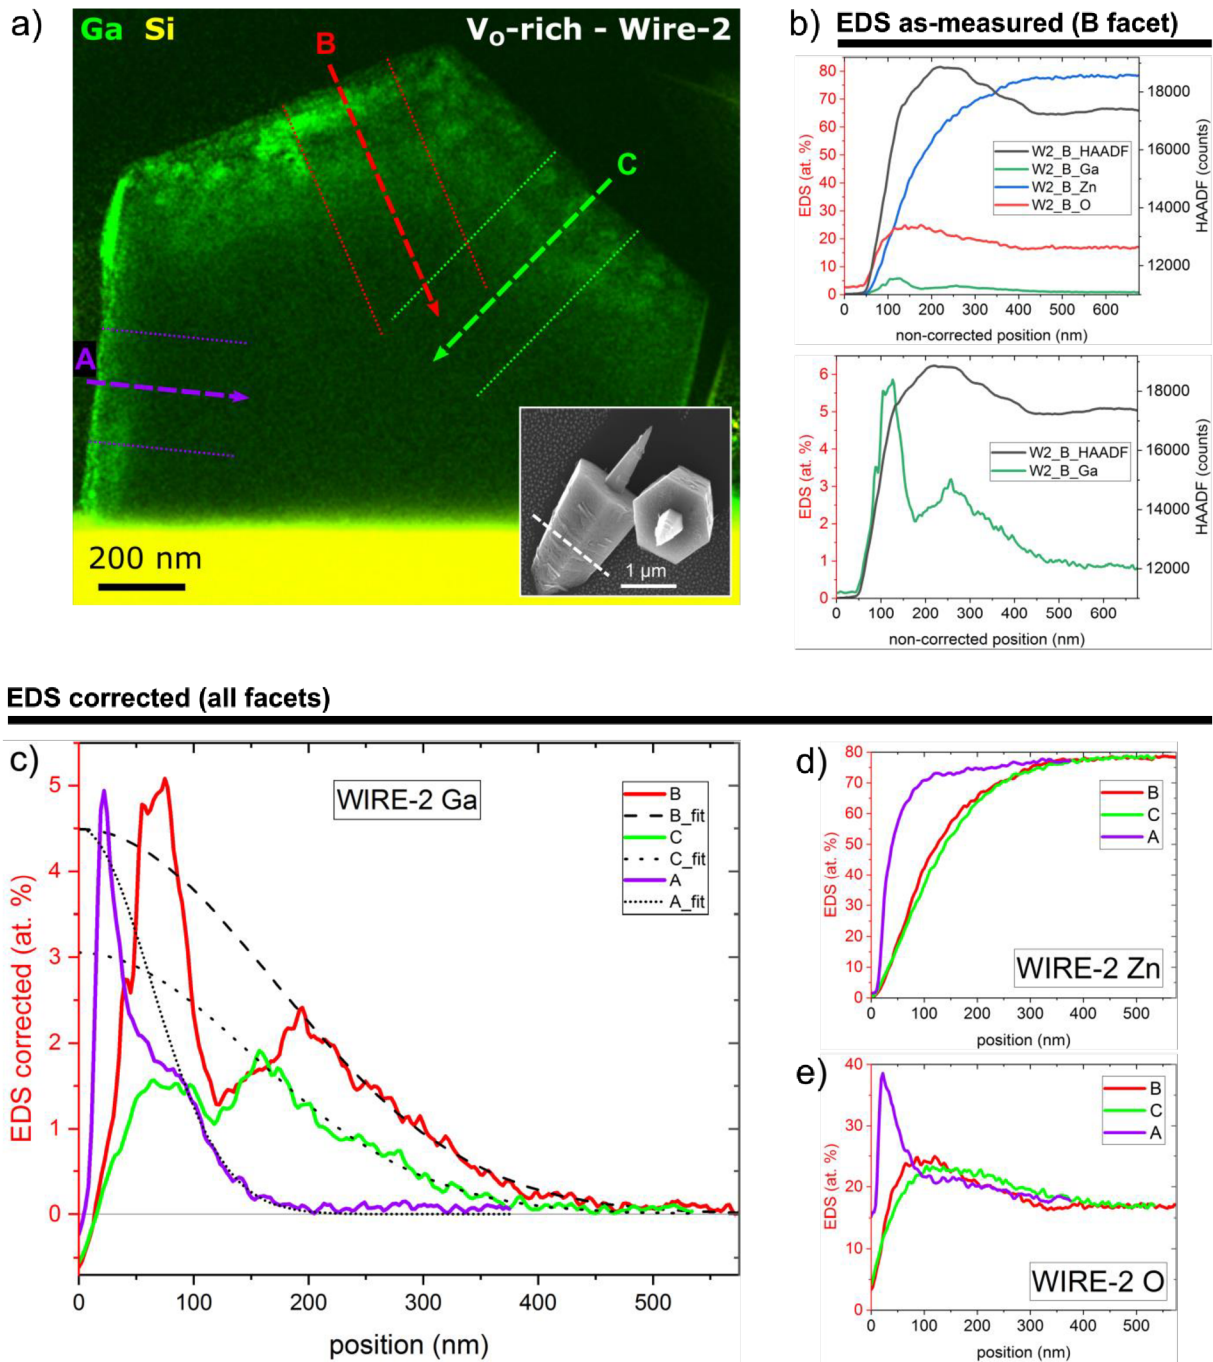 a)
Ga Si
V₀-rich - Wire-2
B
C
A
200 nm
1 µm
b)
EDS as-measured (B facet)
80
70
60
50
40
30
20
10
0
EDS (at. %)
W2_B_HAADF
W2_B_Ga
W2_B_Zn
W2_B_O
18000
16000
14000
12000
HAADF (counts)
0 100 200 300 400 500 600
non-corrected position (nm)
6
5
4
3
2
1
0
EDS (at. %)
W2_B_HAADF
W2_B_Ga
18000
16000
14000
12000
HAADF (counts)
0 100 200 300 400 500 600
non-corrected position (nm)
EDS corrected (all facets)
c)
WIRE-2 Ga
B
B_fit
C
C_fit
A
A_fit
5
4
3
2
1
0
EDS corrected (at. %)
0 100 200 300 400 500
position (nm)
d)
80
70
60
50
40
30
20
10
0
EDS (at. %)
B
C
A
WIRE-2 Zn
0 100 200 300 400 500
position (nm)
e)
40
30
20
10
0
EDS (at. %)
B
C
A
WIRE-2 O
0 100 200 300 400 500
position (nm)